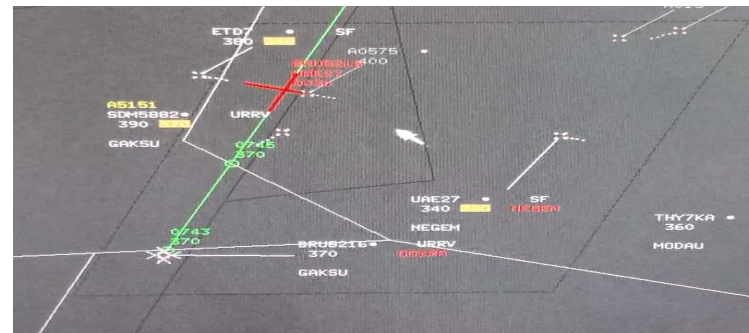 ETD7 SF
380
A0575
400
UAE27
A5151
SDM5882
390
URRV
GAKSU
0745
370
UAE27 SF
340 NEGEM
NEGEM
THY7KA
360
MODAU
0743
370
BRU8216 URRV
370
GAKSU